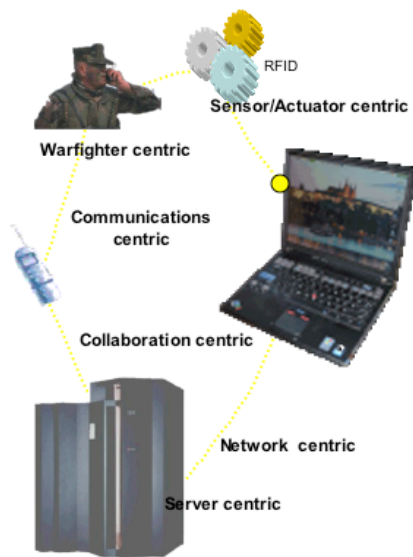 RFID
Sensor/Actuator centric
Warfighter centric
Communications
centric
Collaboration centric
Network centric
Server centric